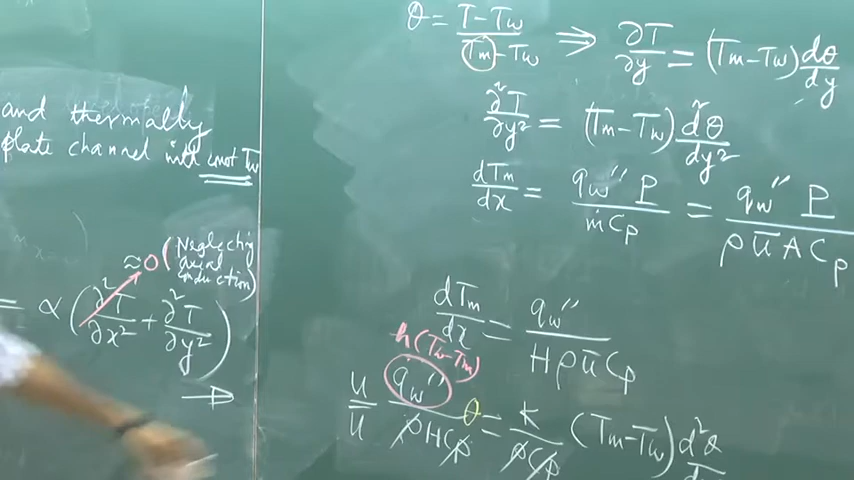 and thermally
plate channel with const Tw
≈ 0 (Neglecting axial conduction)
= α (∂²T/∂x² + ∂²T/∂y²)
θ = (T - Tw)/(Tm - Tw) ⇒ ∂T/∂y = (Tm - Tw) dθ/dy
∂²T/∂y² = (Tm - Tw) d²θ/dy²
dTm/dx = qw'' P/(ṁ Cp) = qw'' P/(ρ ū A Cp)
dTm/dx = qw''/(H ρ ū Cp)
h(Tw - Tm)
u/ū qw''/(ρ H Cp) θ = k/(ρ Cp) (Tm - Tw) d²θ/